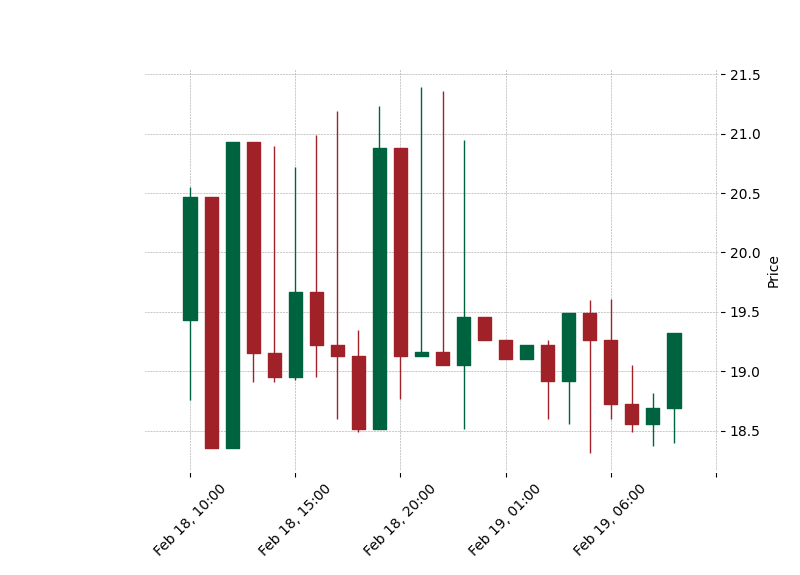 21.5
21.0
20.5
20.0
19.5
19.0
18.5
Price
Feb 18, 10:00
Feb 18, 15:00
Feb 18, 20:00
Feb 19, 01:00
Feb 19, 06:00